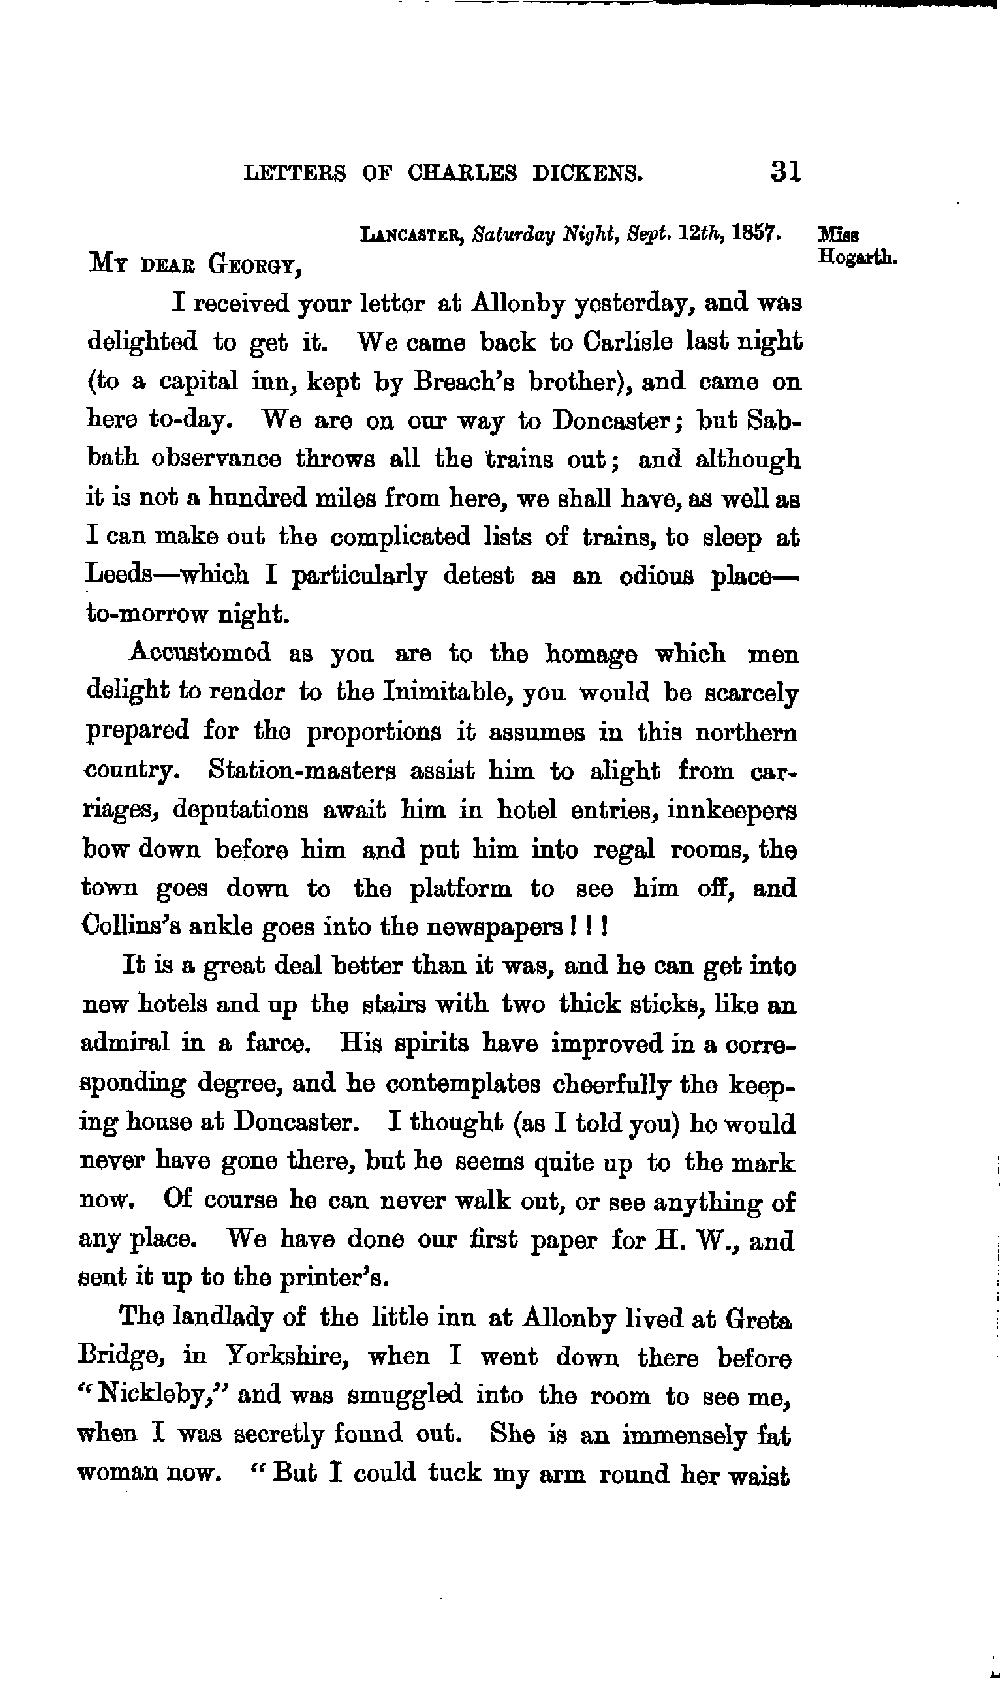 LETTERS OF CHARLES DICKENS. 31
LANCASTER, Saturday Night, Sept. 12th, 1857. Miss
Hogarth.
MY DEAR GEORGY,
I received your letter at Allonby yesterday, and was
delighted to get it. We came back to Carlisle last night
(to a capital inn, kept by Breach's brother), and came on
here to-day. We are on our way to Doncaster; but Sab-
bath observance throws all the trains out; and although
it is not a hundred miles from here, we shall have, as well as
I can make out the complicated lists of trains, to sleep at
Leeds—which I particularly detest as an odious place—
to-morrow night.
Accustomed as you are to the homage which men
delight to render to the Inimitable, you would be scarcely
prepared for the proportions it assumes in this northern
country. Station-masters assist him to alight from car-
riages, deputations await him in hotel entries, innkeepers
bow down before him and put him into regal rooms, the
town goes down to the platform to see him off, and
Collins's ankle goes into the newspapers!!!
It is a great deal better than it was, and he can get into
new hotels and up the stairs with two thick sticks, like an
admiral in a farce. His spirits have improved in a corre-
sponding degree, and he contemplates cheerfully the keep-
ing house at Doncaster. I thought (as I told you) he would
never have gone there, but he seems quite up to the mark
now. Of course he can never walk out, or see anything of
any place. We have done our first paper for H. W., and
sent it up to the printer's.
The landlady of the little inn at Allonby lived at Greta
Bridge, in Yorkshire, when I went down there before
"Nickleby," and was smuggled into the room to see me,
when I was secretly found out. She is an immensely fat
woman now. "But I could tuck my arm round her waist